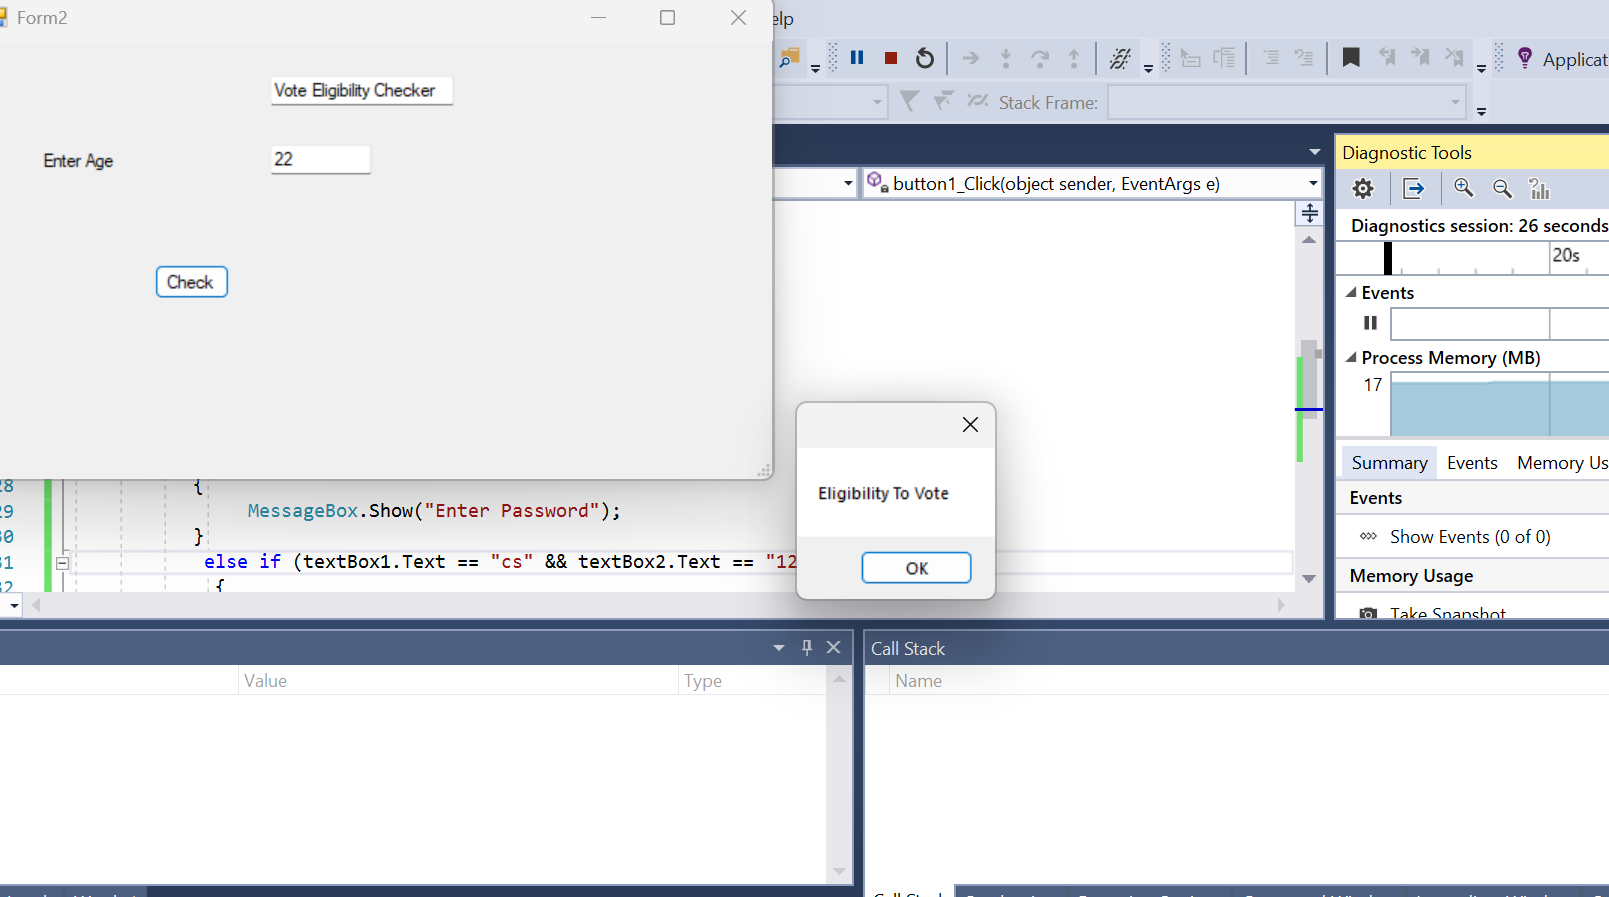 Form2
elp
Vote Eligibility Checker
Enter Age
22
Check
Applicat
Stack Frame:
button1_Click(object sender, EventArgs e)
Diagnostic Tools
Diagnostics session: 26 seconds
20s
Events
Process Memory (MB)
17
Summary
Events
Memory Us
Events
Show Events (0 of 0)
Memory Usage
Take Snapshot
Eligibility To Vote
OK
28 {
29 MessageBox.Show("Enter Password");
30 }
31 else if (textBox1.Text == "cs" && textBox2.Text == "12
32 {
Value
Type
Call Stack
Name